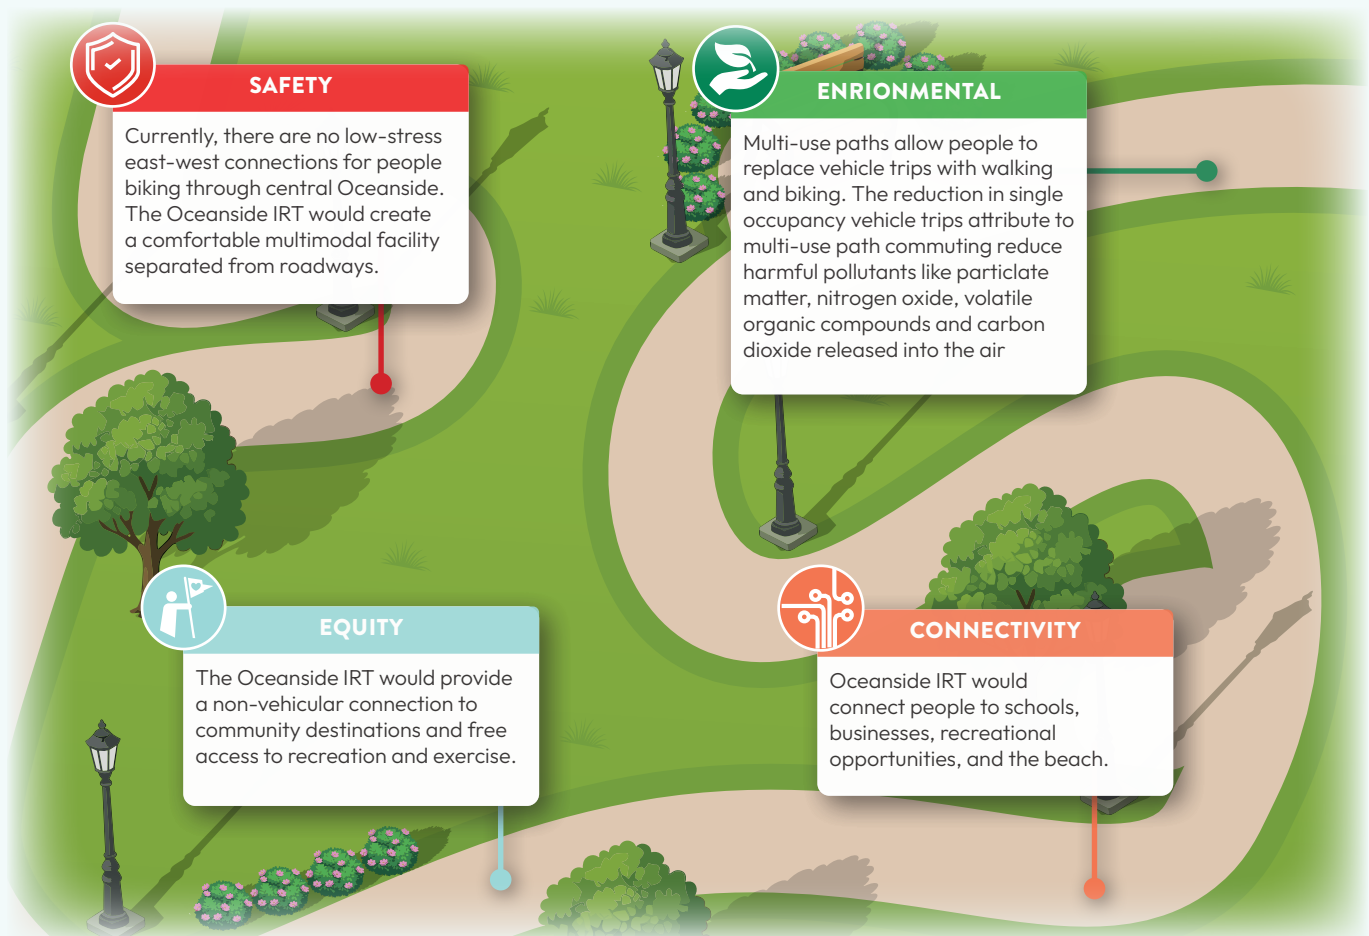 SAFETY
Currently, there are no low-stress
east-west connections for people
biking through central Oceanside.
The Oceanside IRT would create
a comfortable multimodal facility
separated from roadways.
ENRIONMENTAL
Multi-use paths allow people to
replace vehicle trips with walking
and biking. The reduction in single
occupancy vehicle trips attribute to
multi-use path commuting reduce
harmful pollutants like particlate
matter, nitrogen oxide, volatile
organic compounds and carbon
dioxide released into the air
EQUITY
The Oceanside IRT would provide
a non-vehicular connection to
community destinations and free
access to recreation and exercise.
CONNECTIVITY
Oceanside IRT would
connect people to schools,
businesses, recreational
opportunities, and the beach.